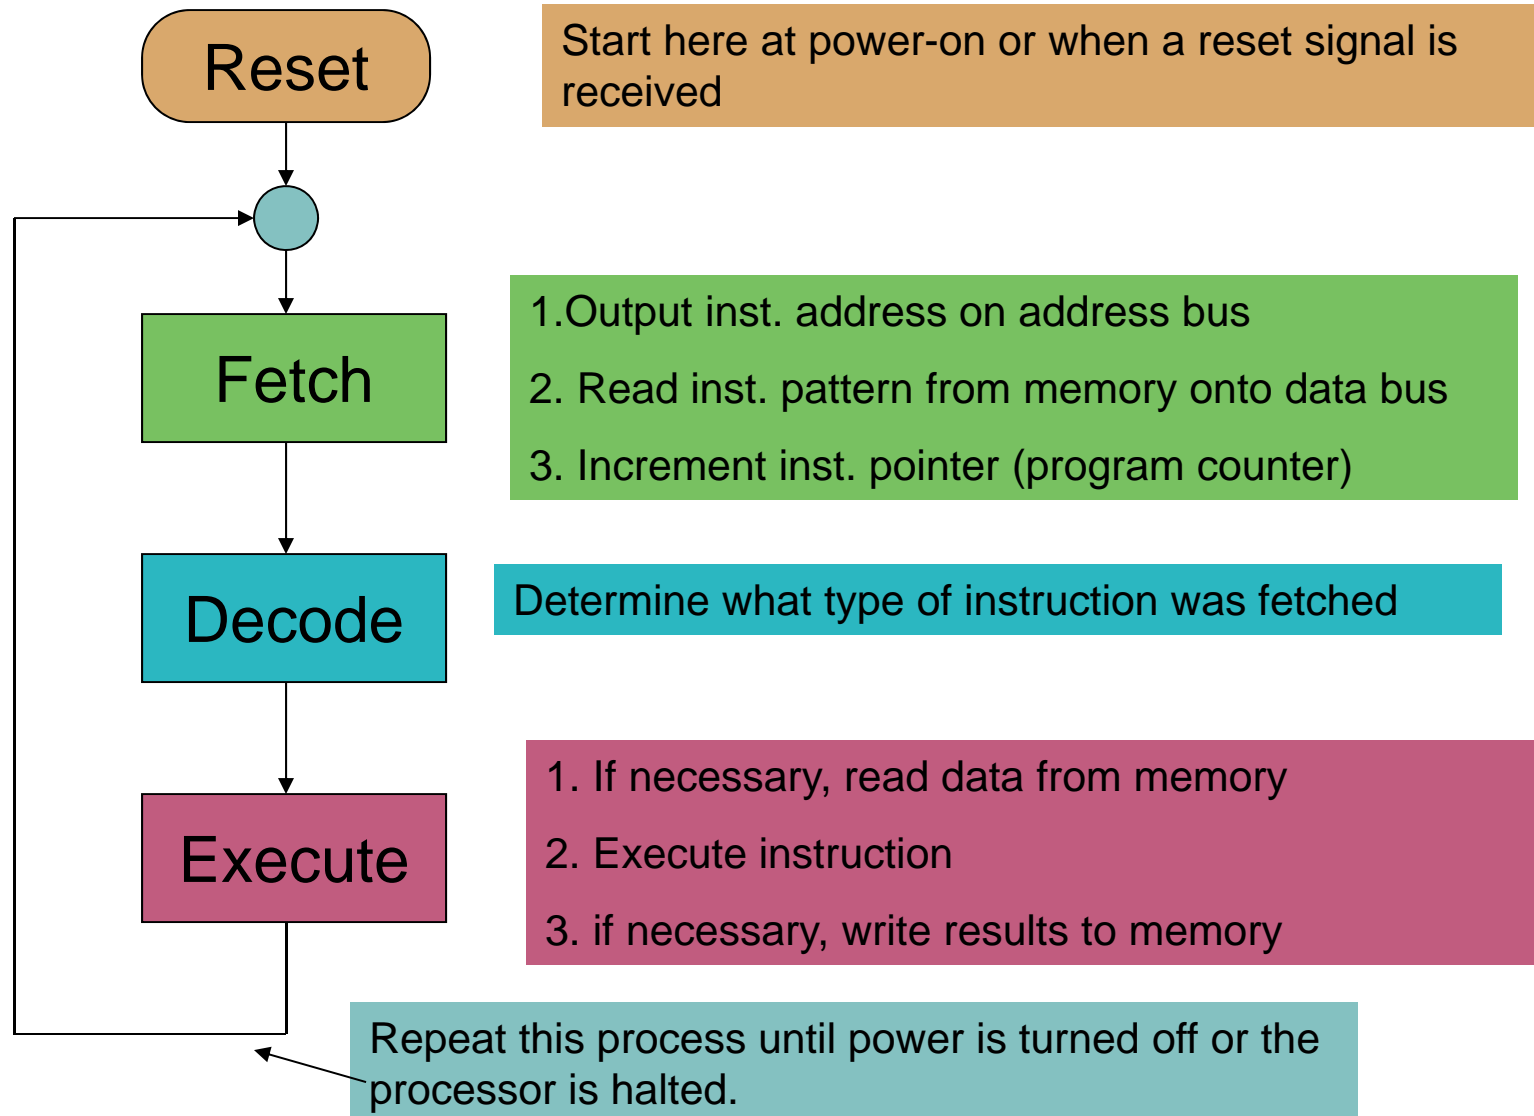 Reset
Start here at power-on or when a reset signal is
received
Fetch
1.Output inst. address on address bus
2. Read inst. pattern from memory onto data bus
3. Increment inst. pointer (program counter)
Decode
Determine what type of instruction was fetched
Execute
1. If necessary, read data from memory
2. Execute instruction
3. if necessary, write results to memory
Repeat this process until power is turned off or the
processor is halted.